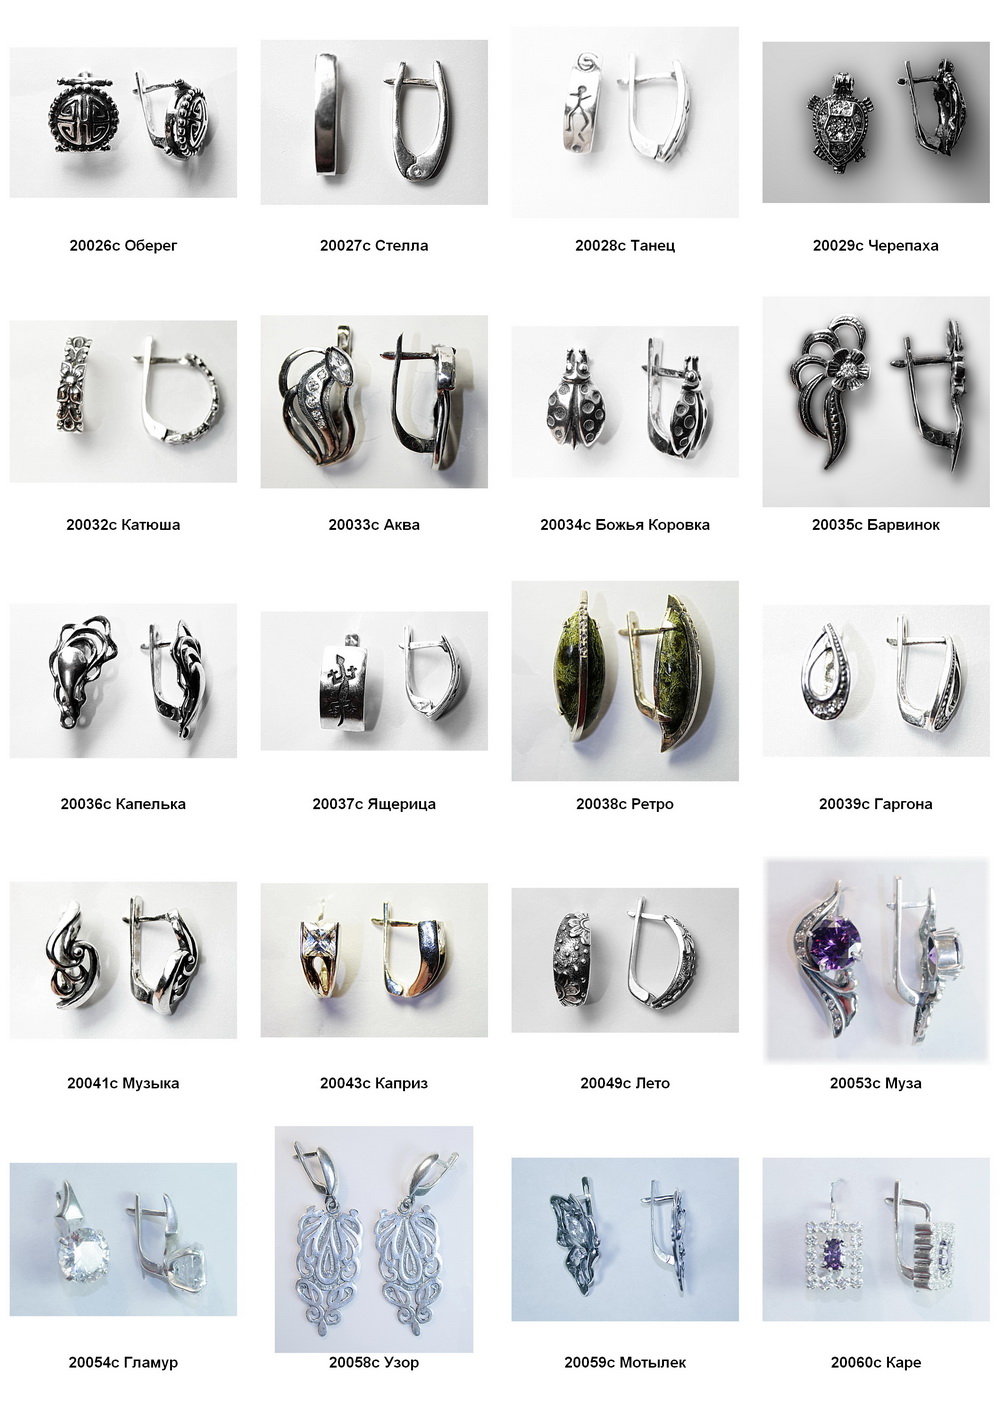 20026с Оберег
20027с Стелла
20028с Танец
20029с Черепаха
20032с Катюша
20033с Аква
20034с Божья Коровка
20035с Барвинок
20036с Капелька
20037с Ящерица
20038с Ретро
20039с Гаргона
20041с Музыка
20043с Каприз
20049с Лето
20053с Муза
20054с Гламур
20058с Узор
20059с Мотылек
20060с Каре